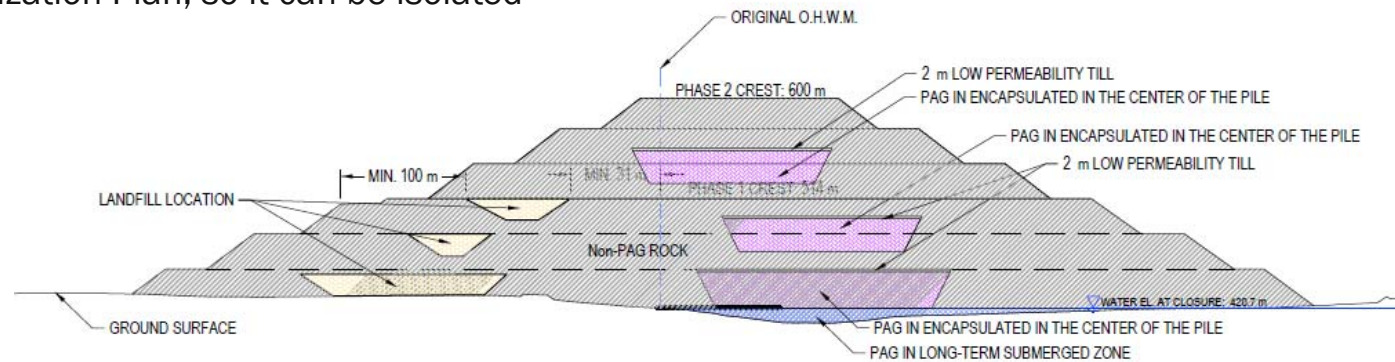 ization Plan, so it can be isolated
ORIGINAL O.H.W.M.
2 m LOW PERMEABILITY TILL
PHASE 2 CREST: 600 m
PAG IN ENCAPSULATED IN THE CENTER OF THE PILE
PAG IN ENCAPSULATED IN THE CENTER OF THE PILE
2 m LOW PERMEABILITY TILL
MIN. 100 m
MIN. 31 m
PHASE 1 CREST: 514 m
LANDFILL LOCATION
Non-PAG ROCK
WATER EL. AT CLOSURE: 420.7 m
GROUND SURFACE
PAG IN ENCAPSULATED IN THE CENTER OF THE PILE
PAG IN LONG-TERM SUBMERGED ZONE